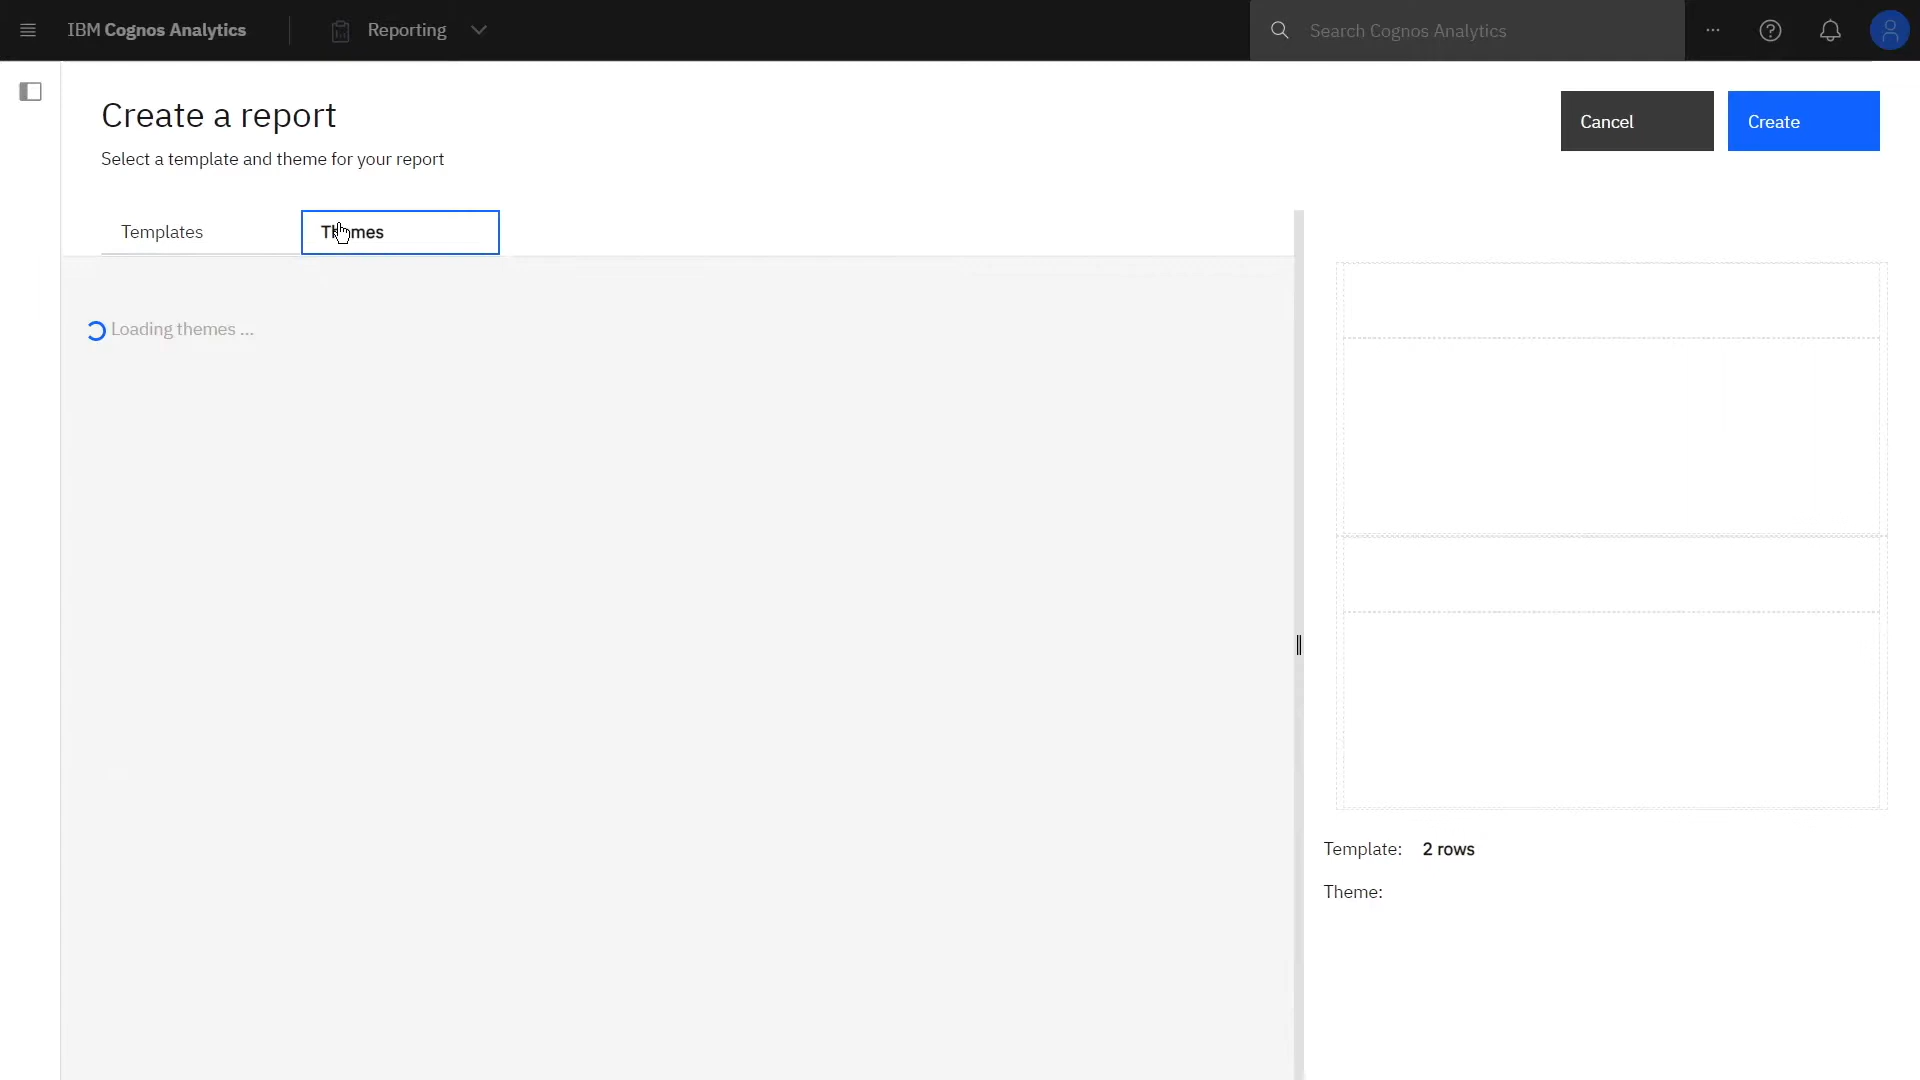 IBM Cognos Analytics
Reporting
Search Cognos Analytics
Create a report
Select a template and theme for your report
Cancel
Create
Templates
Themes
Loading themes ...
Template: 2 rows
Theme: